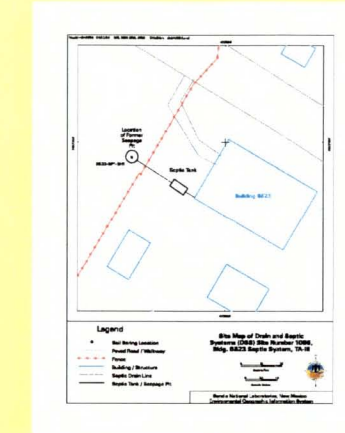 Location
of Former
Seepage
Pit
Septic Tank
Building 6823
Legend
Soil Boring Location
Paved Road / Walkway
Fence
Building / Structure
Septic Drain Line
Septic Tank / Seepage Pit
Site Map of Drain and Septic
Systems (DSS) Site Number 1086,
Bldg. 6823 Septic System, TA-III
Sandia National Laboratories, New Mexico
Environmental Geographic Information System